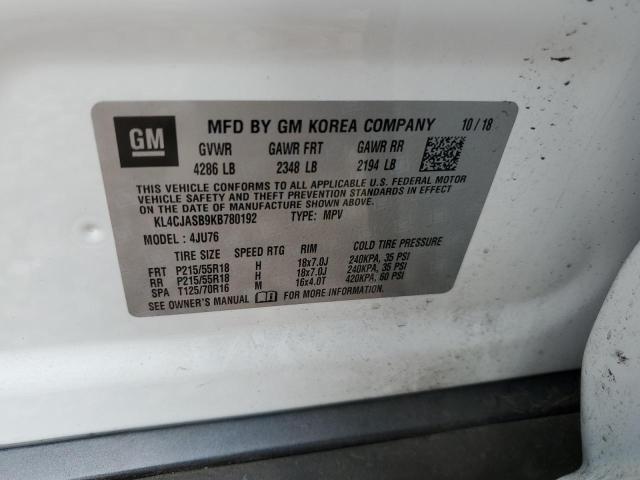 GM
MFD BY GM KOREA COMPANY 10/18
GVWR GAWR FRT GAWR RR
4286 LB 2348 LB 2194 LB
THIS VEHICLE CONFORMS TO ALL APPLICABLE U.S. FEDERAL MOTOR
VEHICLE SAFETY AND THEFT PREVENTION STANDARDS IN EFFECT
ON THE DATE OF MANUFACTURE SHOWN ABOVE.
KL4CJASB9KB780192 TYPE: MPV
MODEL: 4JU76
TIRE SIZE SPEED RTG RIM COLD TIRE PRESSURE
FRT P215/55R18 H 18x7.0J 240KPA, 35 PSI
RR P215/55R18 H 18x7.0J 240KPA, 35 PSI
SPA T125/70R16 M 16x4.0T 420KPA, 60 PSI
SEE OWNER'S MANUAL FOR MORE INFORMATION.